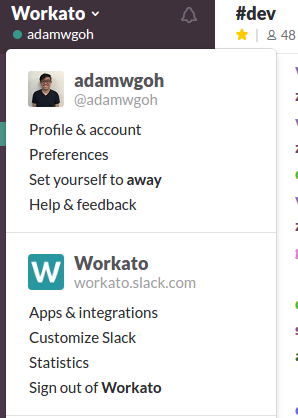 Workato
adamwgoh
#dev
48
adamwgoh
@adamwgoh
Profile & account
Preferences
Set yourself to away
Help & feedback
W
Workato
workato.slack.com
Apps & integrations
Customize Slack
Statistics
Sign out of Workato